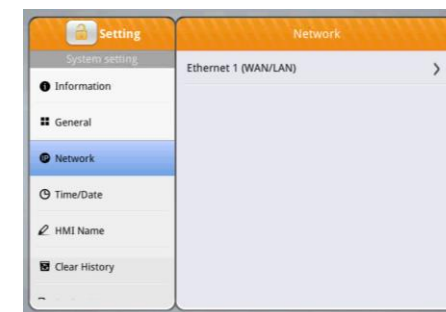 Setting
System setting
Information
General
Network
Time/Date
HMI Name
Clear History
Network
Ethernet 1 (WAN/LAN)